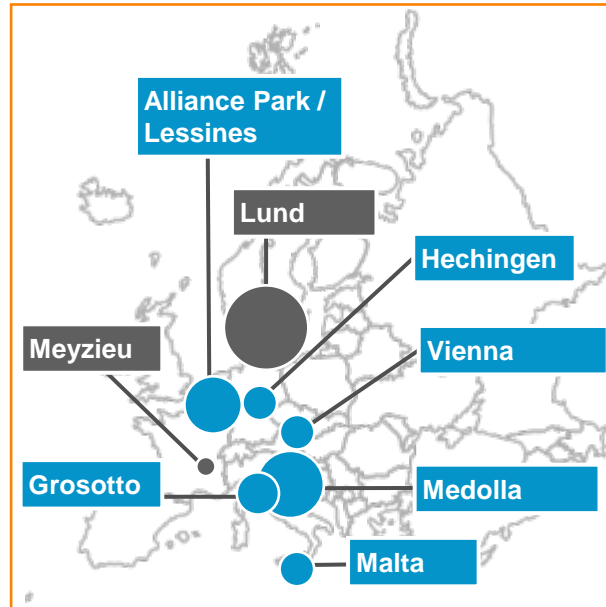 Alliance Park /
Lessines
Lund
Hechingen
Meyzieu
Vienna
Grosotto
Medolla
Malta